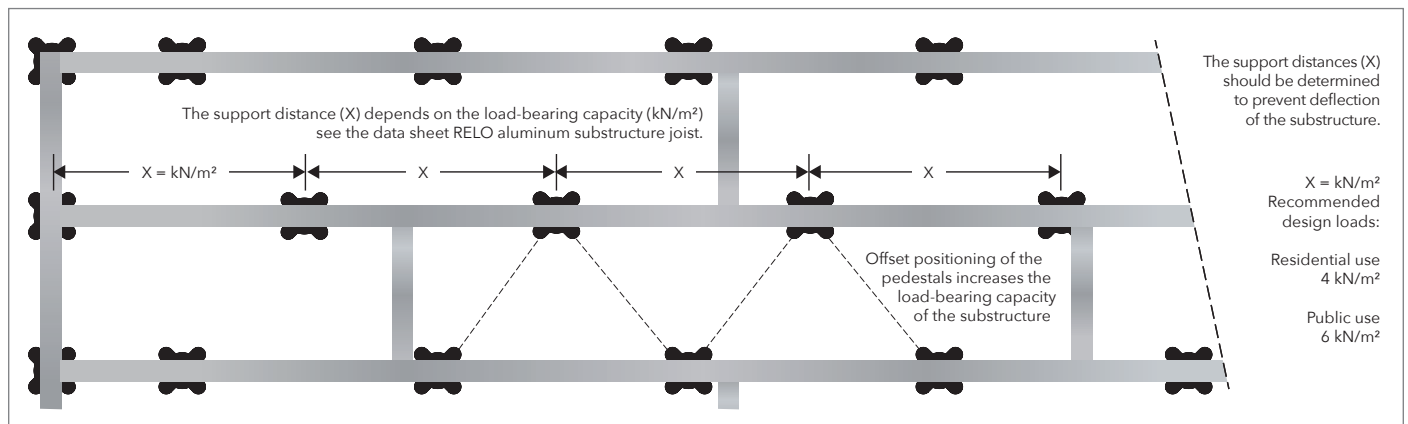 The support distance (X) depends on the load-bearing capacity (kN/m²)
see the data sheet RELO aluminum substructure joist.
X = kN/m²
X
X
X
Offset positioning of the
pedestals increases the
load-bearing capacity
of the substructure
The support distances (X)
should be determined
to prevent deflection
of the substructure.
X = kN/m²
Recommended
design loads:
Residential use
4 kN/m²
Public use
6 kN/m²